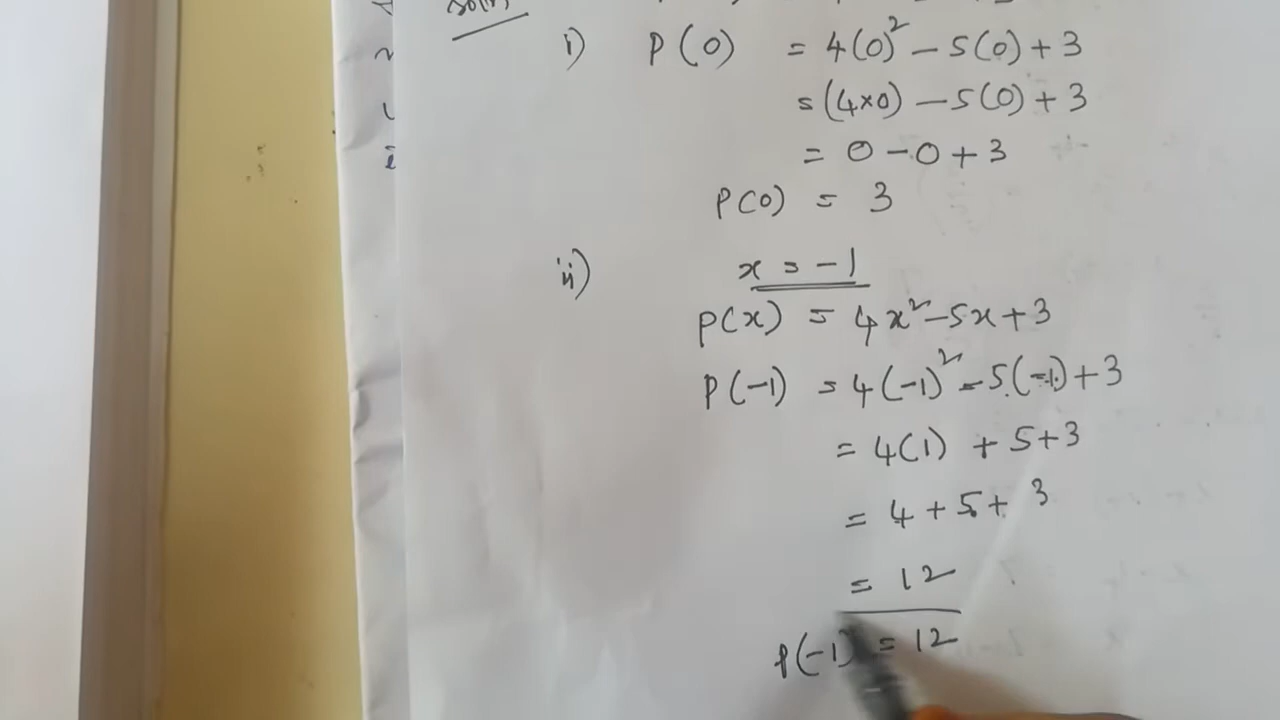 Soln,
i) P(0) = 4(0)² - 5(0) + 3
= (4×0) - 5(0) + 3
= 0 - 0 + 3
P(0) = 3
ii) x = -1
P(x) = 4x² - 5x + 3
P(-1) = 4(-1)² - 5(-1) + 3
= 4(1) + 5 + 3
= 4 + 5 + 3
= 12
P(-1) = 12